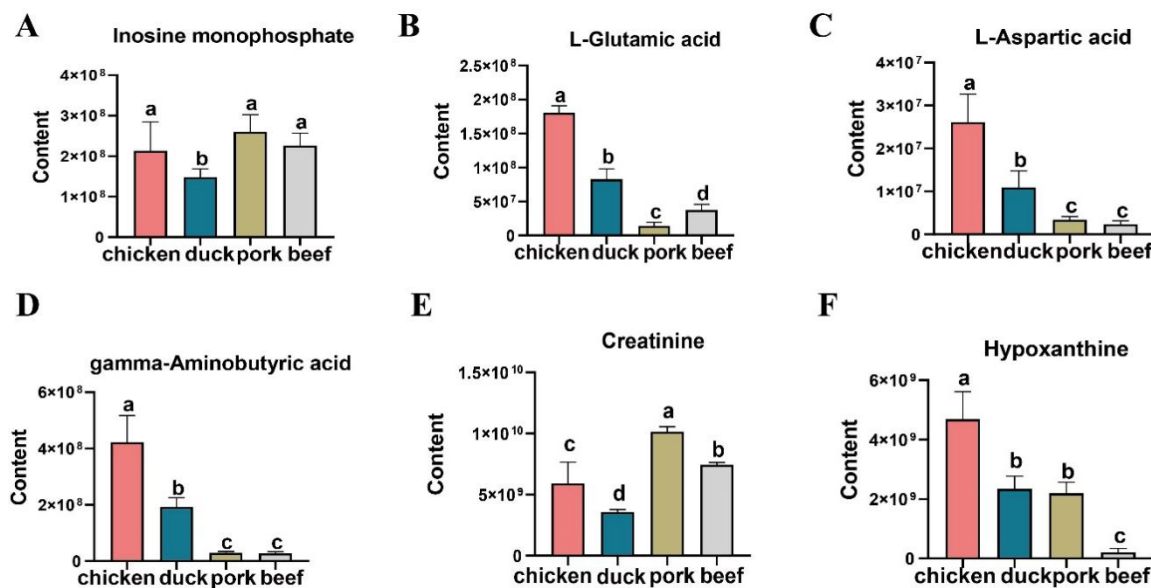 A
Inosine monophosphate
Content
4×10⁸
3×10⁸
2×10⁸
1×10⁸
0
a
b
a
a
chicken duck pork beef
B
L-Glutamic acid
Content
2.5×10⁸
2×10⁸
1.5×10⁸
1×10⁸
5×10⁷
0
a
b
c
d
chicken duck pork beef
C
L-Aspartic acid
Content
4×10⁷
3×10⁷
2×10⁷
1×10⁷
0
a
b
c
c
chicken duck pork beef
D
gamma-Aminobutyric acid
Content
6×10⁸
4×10⁸
2×10⁸
0
a
b
c
c
chicken duck pork beef
E
Creatinine
Content
1.5×10¹⁰
1×10¹⁰
5×10⁹
0
c
d
a
b
chicken duck pork beef
F
Hypoxanthine
Content
6×10⁹
4×10⁹
2×10⁹
0
a
b
b
c
chicken duck pork beef